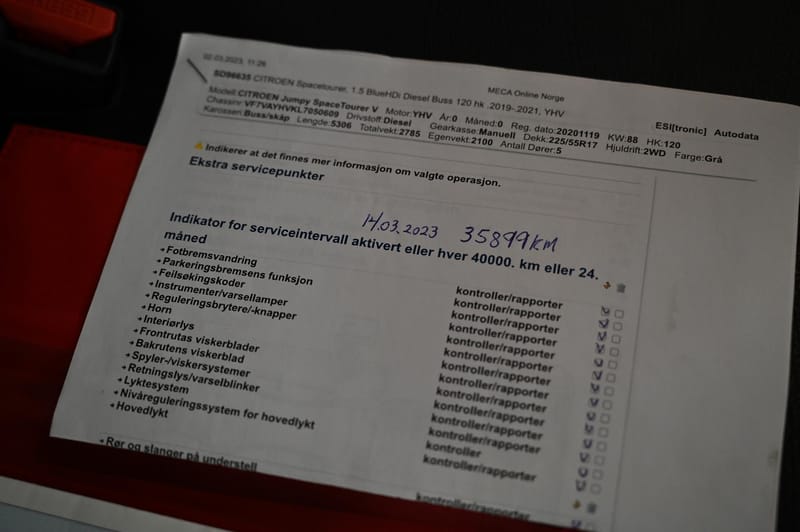 02.03.2023, 11:26
MECA Online Norge
SD96635 CITROEN Spacetourer, 1.5 BlueHDi Diesel Buss 120 hk .2019-.2021, YHV
ESI[tronic] Autodata
Modell:CITROEN Jumpy SpaceTourer V Motor:YHV År:0 Måned:0 Reg. dato:20201119 KW:88 HK:120
Chassinr:VF7VAYHVKL7050609 Drivstoff:Diesel Gearkasse:Manuell Dekk:225/55R17 Hjuldrift:2WD Farge:Grå
Karosseri:Buss/skåp Lengde:5306 Totalvekt:2785 Egenvekt:2100 Antall Dører:5
Indikerer at det finnes mer informasjon om valgte operasjon.
Ekstra servicepunkter
14.03.2023 35899KM
Indikator for serviceintervall aktivert eller hver 40000. km eller 24.
måned
Fotbremsvandring kontroller/rapporter
Parkeringsbremsens funksjon kontroller/rapporter
Feilsøkingskoder kontroller/rapporter
Instrumenter/varsellamper kontroller/rapporter
Reguleringsbrytere/-knapper kontroller/rapporter
Horn kontroller/rapporter
Interiørlys kontroller/rapporter
Frontrutas viskerblader kontroller/rapporter
Bakrutens viskerblad kontroller/rapporter
Spyler-/viskersystemer kontroller/rapporter
Retningslys/varselblinker kontroller/rapporter
Lyktesystem kontroller/rapporter
Nivåreguleringssystem for hovedlykt kontroller
Hovedlykt kontroller/rapporter
Rør og slanger på understell kontroller/rapporter